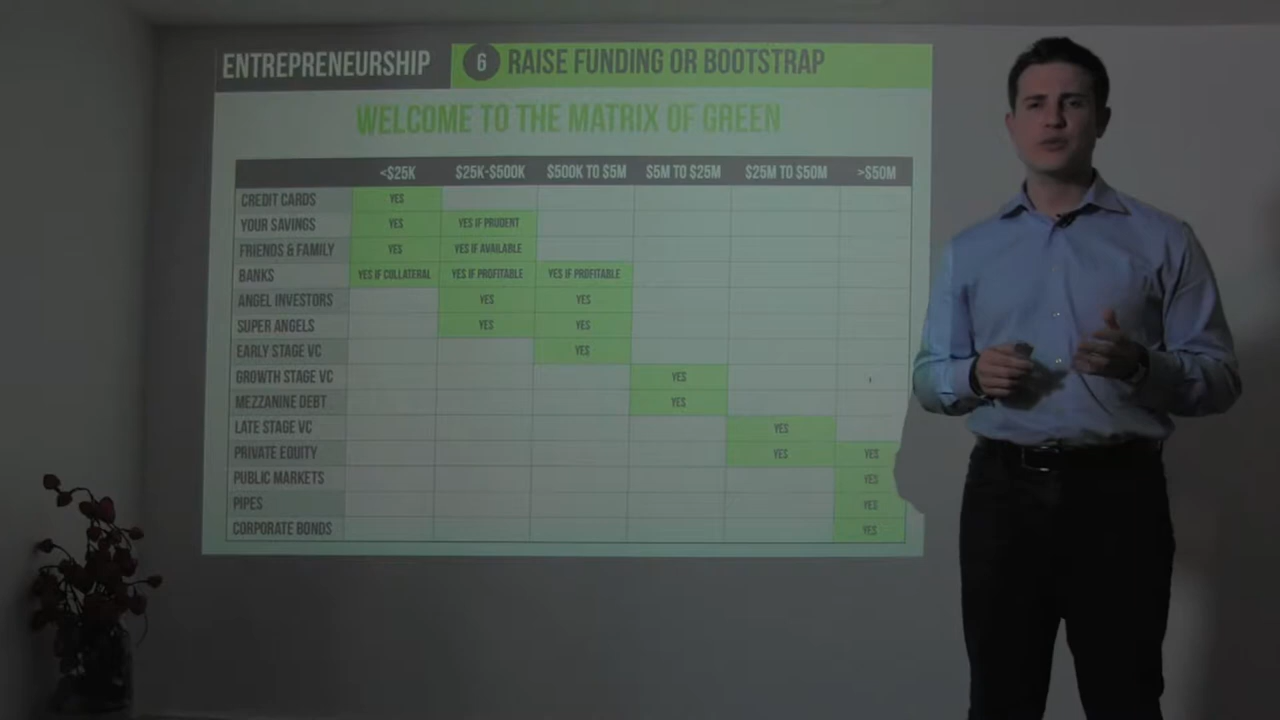 ENTREPRENEURSHIP 6 RAISE FUNDING OR BOOTSTRAP
WELCOME TO THE MATRIX OF GREEN
<$25K $25K-$500K $500K TO $5M $5M TO $25M $25M TO $50M >$50M
CREDIT CARDS YES
YOUR SAVINGS YES YES IF PRUDENT
FRIENDS & FAMILY YES YES IF AVAILABLE
BANKS YES IF COLLATERAL YES IF PROFITABLE YES IF PROFITABLE
ANGEL INVESTORS YES YES
SUPER ANGELS YES YES
EARLY STAGE VC YES
GROWTH STAGE VC YES
MEZZANINE DEBT YES
LATE STAGE VC YES
PRIVATE EQUITY YES YES
PUBLIC MARKETS YES
PIPES YES
CORPORATE BONDS YES